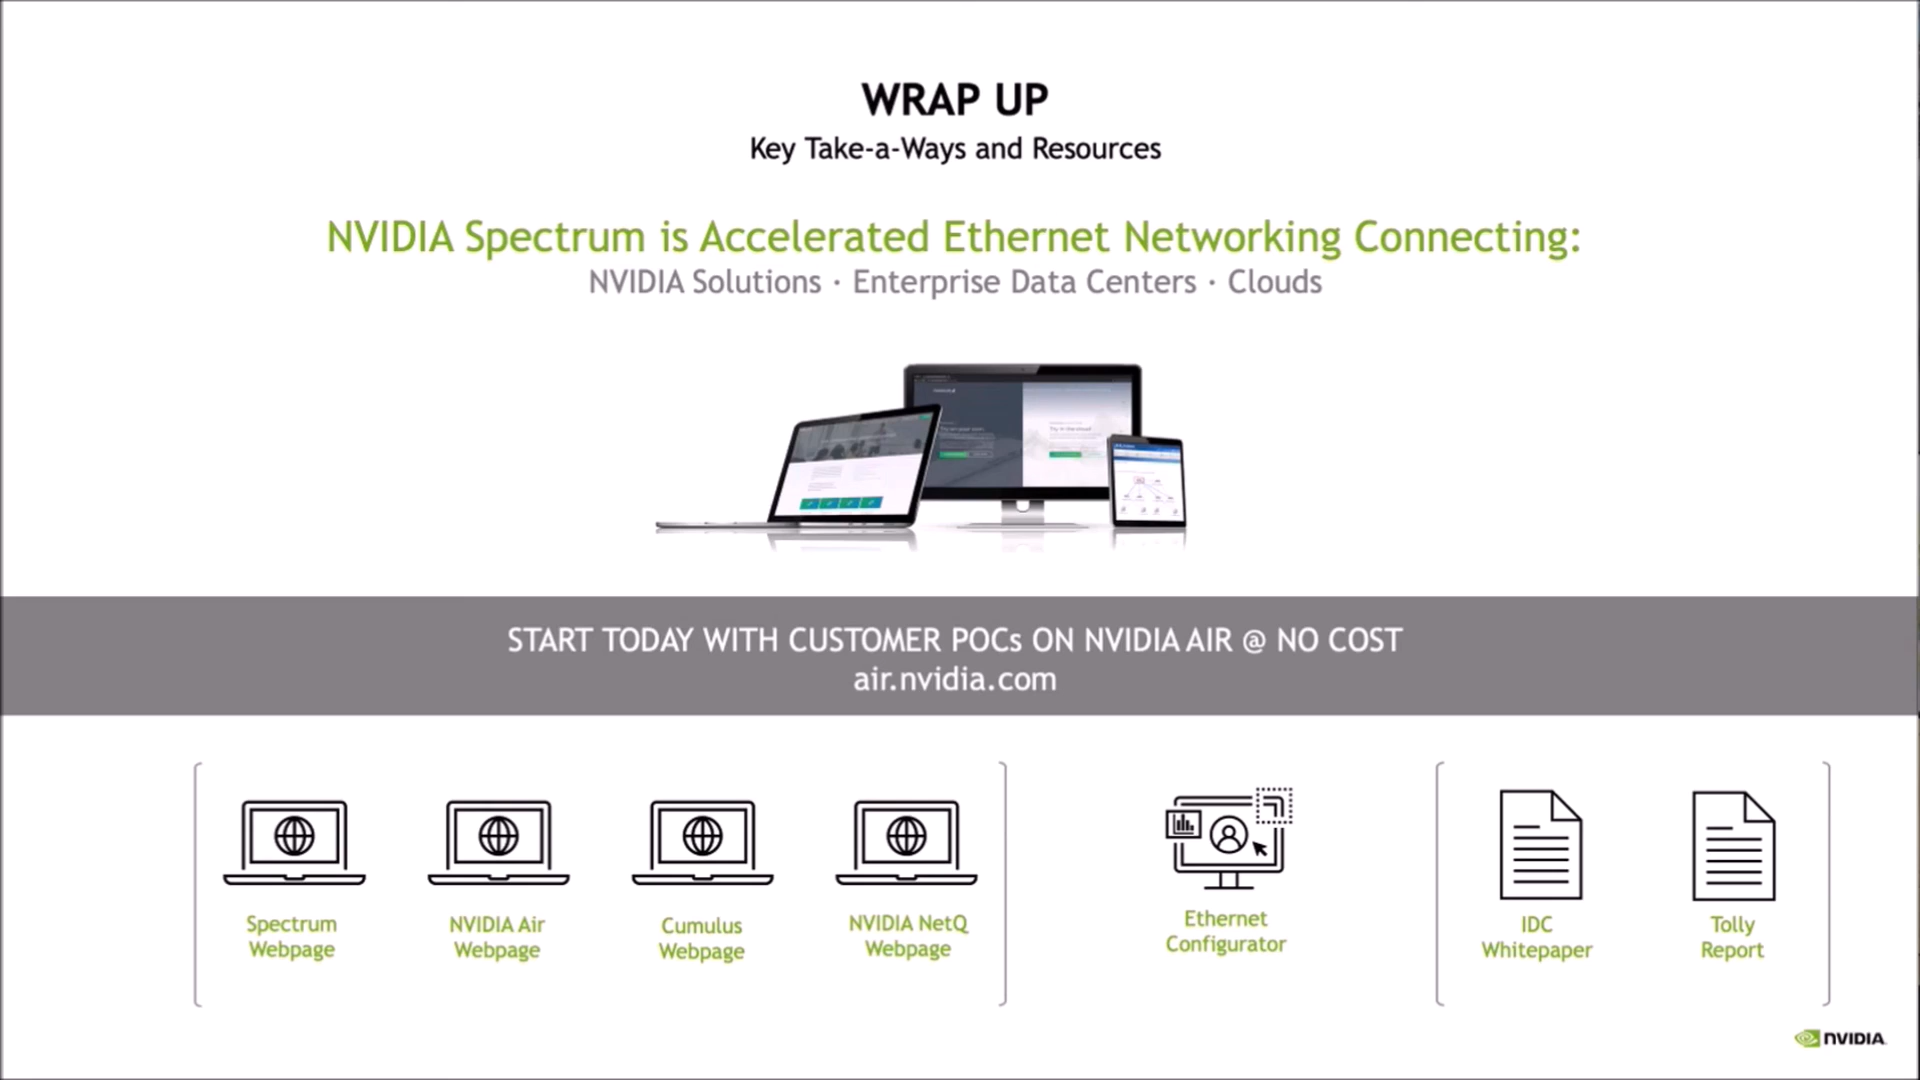 WRAP UP
Key Take-a-Ways and Resources
NVIDIA Spectrum is Accelerated Ethernet Networking Connecting:
NVIDIA Solutions · Enterprise Data Centers · Clouds
START TODAY WITH CUSTOMER POCs ON NVIDIA AIR @ NO COST
air.nvidia.com
Spectrum
Webpage
NVIDIA Air
Webpage
Cumulus
Webpage
NVIDIA NetQ
Webpage
Ethernet
Configurator
IDC
Whitepaper
Tolly
Report
NVIDIA